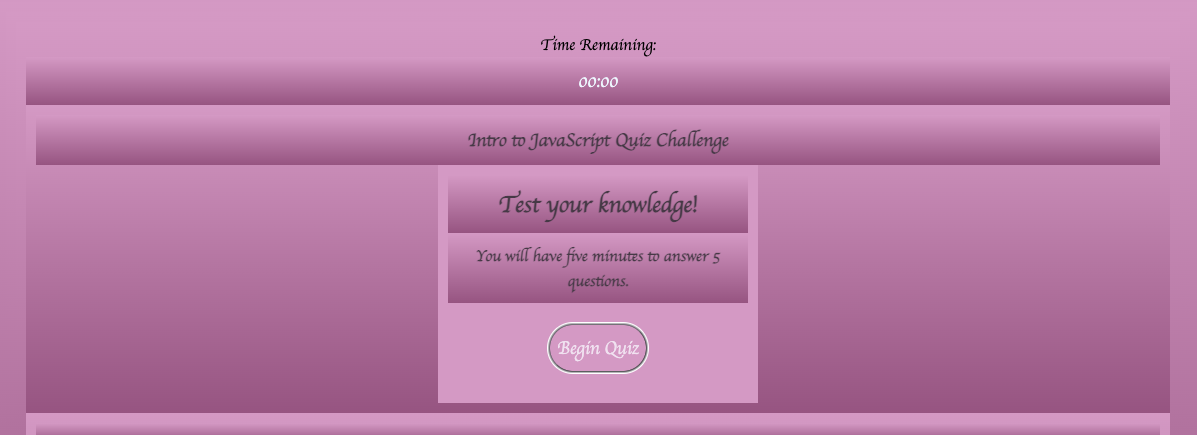 Time Remaining:
00:00
Intro to JavaScript Quiz Challenge
Test your knowledge!
You will have five minutes to answer 5
questions.
Begin Quiz